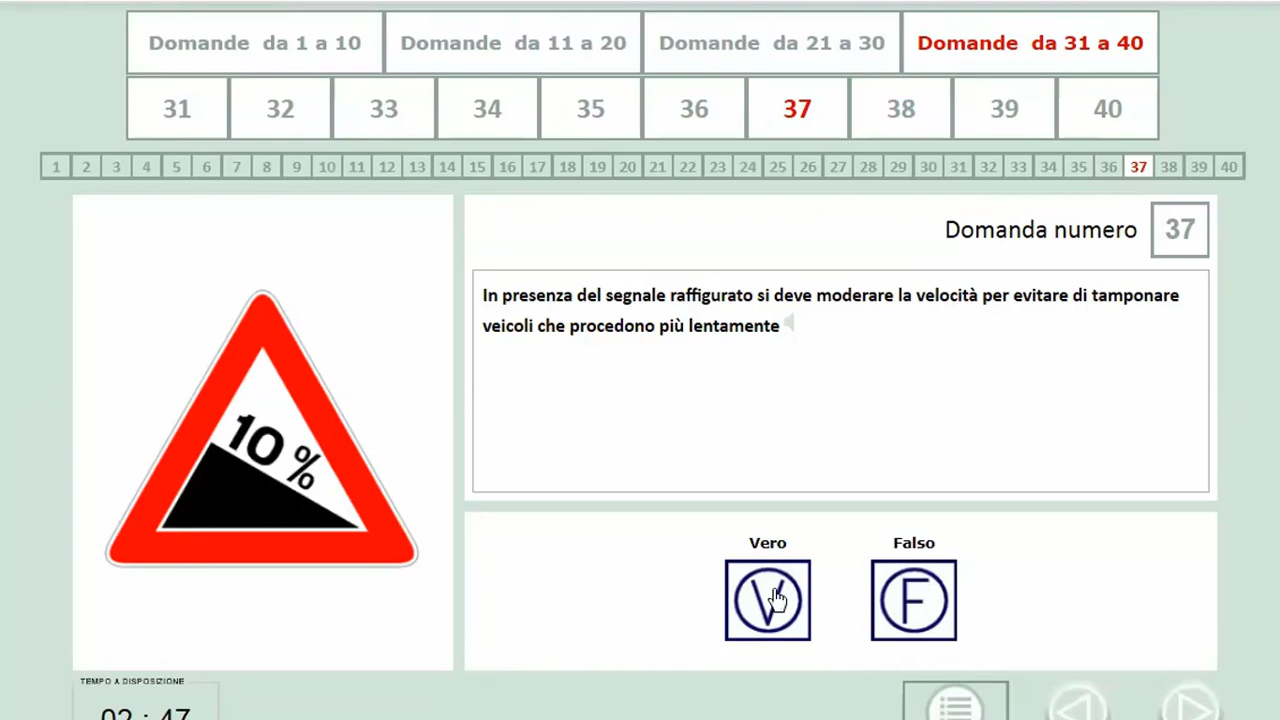 Domande da 1 a 10 Domande da 11 a 20 Domande da 21 a 30 Domande da 31 a 40
31 32 33 34 35 36 37 38 39 40
1 2 3 4 5 6 7 8 9 10 11 12 13 14 15 16 17 18 19 20 21 22 23 24 25 26 27 28 29 30 31 32 33 34 35 36 37 38 39 40
Domanda numero 37
In presenza del segnale raffigurato si deve moderare la velocità per evitare di tamponare
veicoli che procedono più lentamente
10 %
Vero Falso
V F
TEMPO A DISPOSIZIONE
02 : 47